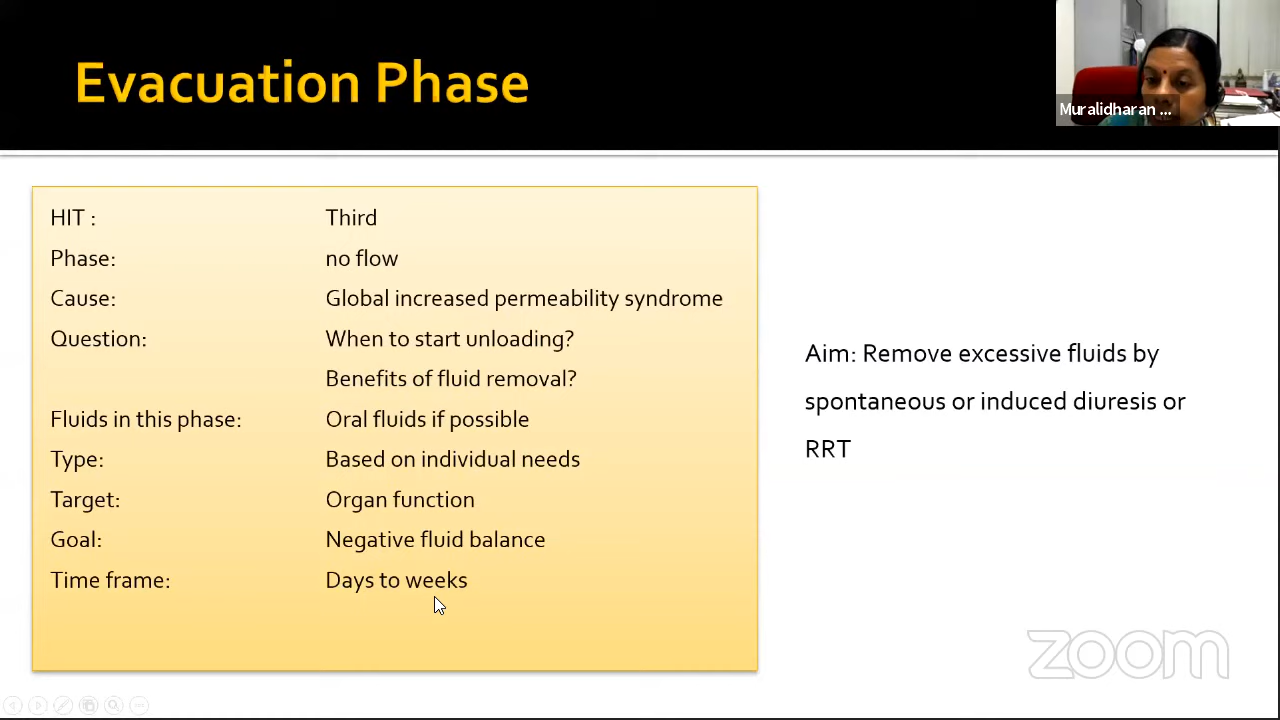 Evacuation Phase
Muralidharan ...
HIT : Third
Phase: no flow
Cause: Global increased permeability syndrome
Question: When to start unloading?
Benefits of fluid removal?
Fluids in this phase: Oral fluids if possible
Type: Based on individual needs
Target: Organ function
Goal: Negative fluid balance
Time frame: Days to weeks
Aim: Remove excessive fluids by
spontaneous or induced diuresis or
RRT
zoom